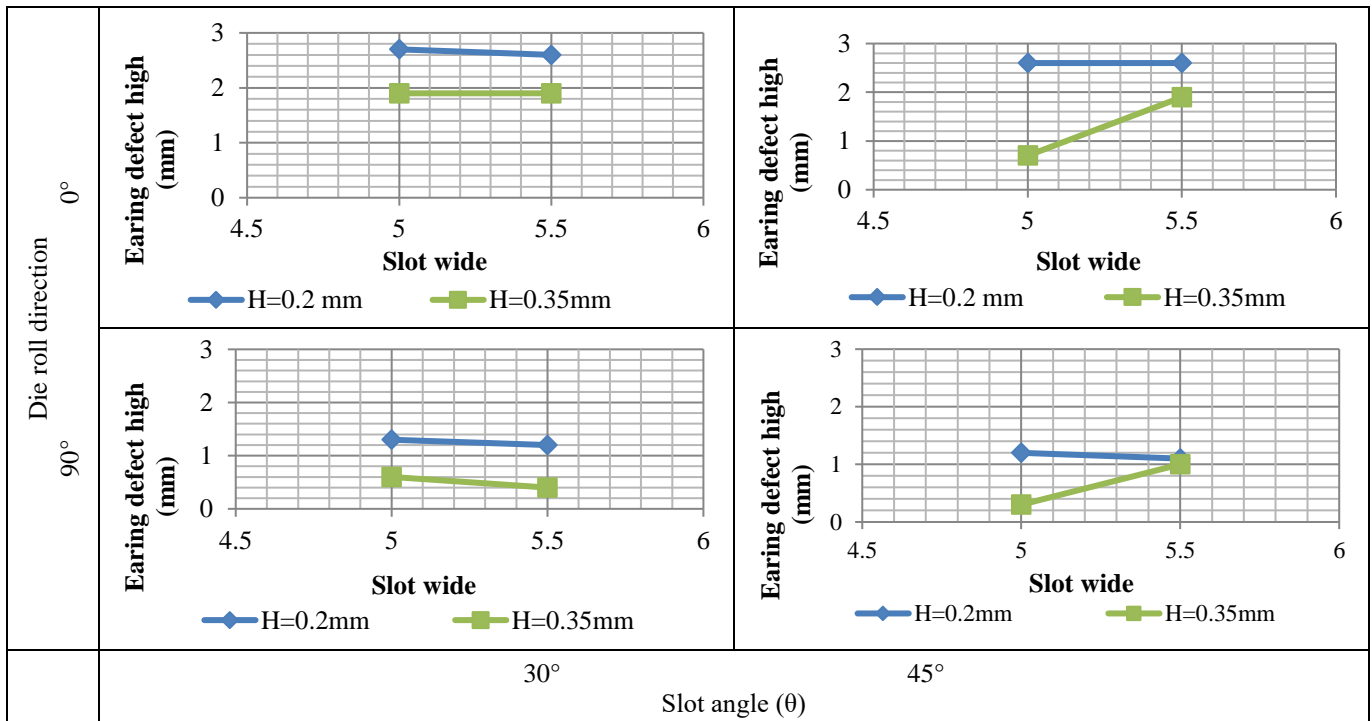 Die roll direction
0°
90°
Earing defect high
(mm)
3
2
1
0
4.5 5 5.5 6
Slot wide
H=0.2 mm H=0.35mm
Earing defect high
(mm)
3
2
1
0
4.5 5 5.5 6
Slot wide
H=0.2 mm H=0.35mm
Earing defect high
(mm)
3
2
1
0
4.5 5 5.5 6
Slot wide
H=0.2mm H=0.35mm
Earing defect high
(mm)
3
2
1
0
4.5 5 5.5 6
Slot wide
H=0.2mm H=0.35mm
30° 45°
Slot angle (θ)